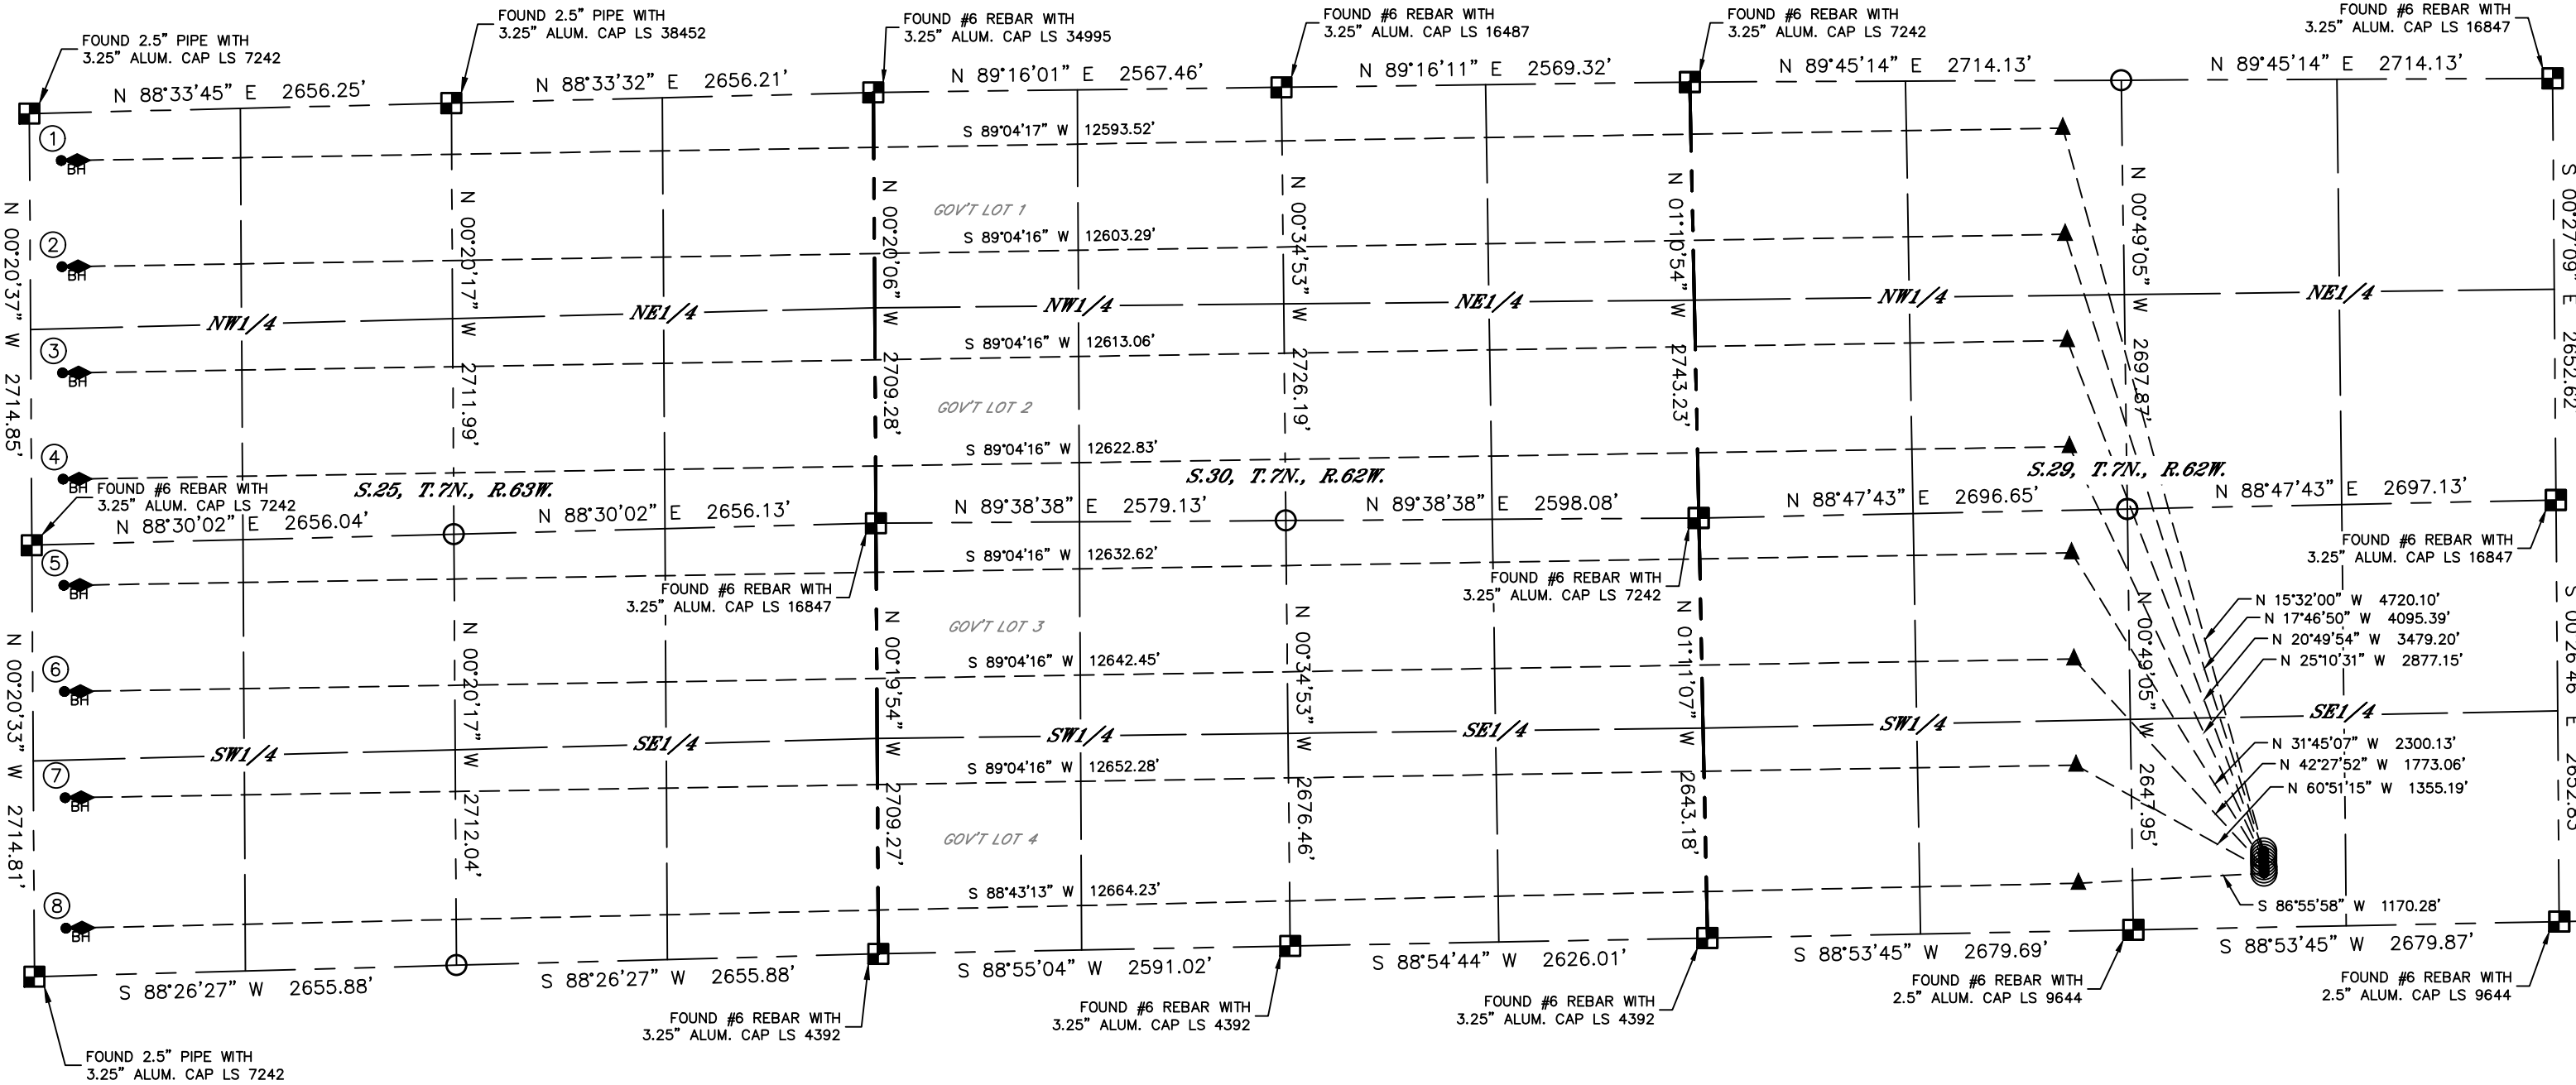 FOUND 2.5" PIPE WITH
3.25" ALUM. CAP LS 7242
FOUND 2.5" PIPE WITH
3.25" ALUM. CAP LS 38452
FOUND #6 REBAR WITH
3.25" ALUM. CAP LS 34995
FOUND #6 REBAR WITH
3.25" ALUM. CAP LS 16487
FOUND #6 REBAR WITH
3.25" ALUM. CAP LS 7242
FOUND #6 REBAR WITH
3.25" ALUM. CAP LS 16847
N 88°33'45" E 2656.25'
N 88°33'32" E 2656.21'
N 89°16'01" E 2567.46'
N 89°16'11" E 2569.32'
N 89°45'14" E 2714.13'
N 89°45'14" E 2714.13'
1
BH
S 89°04'17" W 12593.52'
GOV'T LOT 1
2
BH
S 89°04'16" W 12603.29'
N 00°20'37" W 2714.85'
N 00°20'17" W 2711.99'
N 00°20'06" W 2709.28'
N 00°34'53" W 2726.19'
N 01°10'54" W 2743.23'
N 00°49'05" W 2697.87'
S 00°27'09" E 2652.62
NW1/4
NE1/4
NW1/4
NE1/4
NW1/4
NE1/4
3
BH
S 89°04'16" W 12613.06'
GOV'T LOT 2
4
BH
S 89°04'16" W 12622.83'
FOUND #6 REBAR WITH
3.25" ALUM. CAP LS 7242
S.25, T.7N., R.63W.
S.30, T.7N., R.62W.
S.29, T.7N., R.62W.
N 88°30'02" E 2656.04'
N 88°30'02" E 2656.13'
N 89°38'38" E 2579.13'
N 89°38'38" E 2598.08'
N 88°47'43" E 2696.65'
N 88°47'43" E 2697.13'
5
BH
S 89°04'16" W 12632.62'
FOUND #6 REBAR WITH
3.25" ALUM. CAP LS 16847
FOUND #6 REBAR WITH
3.25" ALUM. CAP LS 7242
FOUND #6 REBAR WITH
3.25" ALUM. CAP LS 16847
N 15°32'00" W 4720.10'
N 17°46'50" W 4095.39'
N 20°49'54" W 3479.20'
N 25°10'31" W 2877.15'
GOV'T LOT 3
6
BH
S 89°04'16" W 12642.45'
N 00°20'33" W 2714.81'
N 00°20'17" W 2712.04'
N 00°19'54" W 2709.27'
N 00°34'53" W 2676.46'
N 01°11'07" W 2643.18'
N 00°49'05" W 2647.95'
S 00°26'46" E 2652.83
SW1/4
SE1/4
SW1/4
SE1/4
SW1/4
SE1/4
N 31°45'07" W 2300.13'
N 42°27'52" W 1773.06'
N 60°51'15" W 1355.19'
7
BH
S 89°04'16" W 12652.28'
GOV'T LOT 4
8
BH
S 88°43'13" W 12664.23'
S 86°55'58" W 1170.28'
S 88°26'27" W 2655.88'
S 88°26'27" W 2655.88'
S 88°55'04" W 2591.02'
S 88°54'44" W 2626.01'
S 88°53'45" W 2679.69'
S 88°53'45" W 2679.87'
FOUND 2.5" PIPE WITH
3.25" ALUM. CAP LS 7242
FOUND #6 REBAR WITH
3.25" ALUM. CAP LS 4392
FOUND #6 REBAR WITH
3.25" ALUM. CAP LS 4392
FOUND #6 REBAR WITH
3.25" ALUM. CAP LS 4392
FOUND #6 REBAR WITH
2.5" ALUM. CAP LS 9644
FOUND #6 REBAR WITH
2.5" ALUM. CAP LS 9644